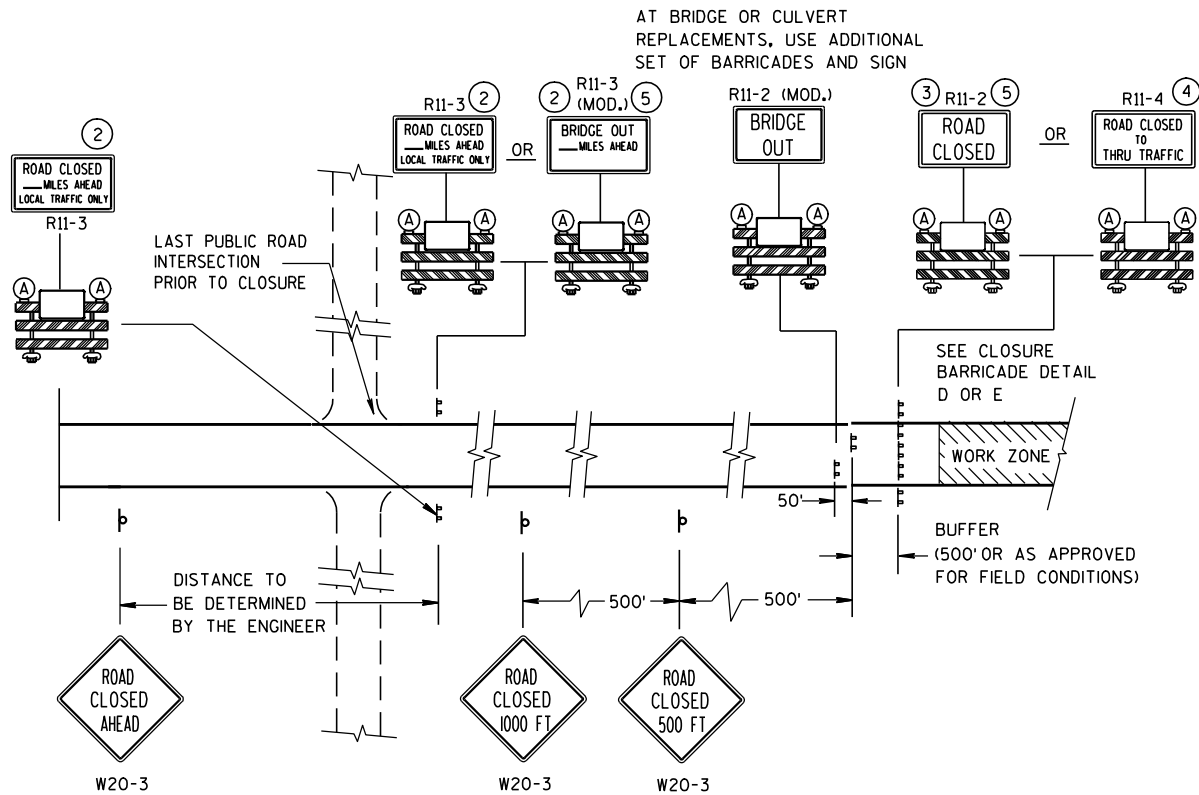 AT BRIDGE OR CULVERT
REPLACEMENTS, USE ADDITIONAL
SET OF BARRICADES AND SIGN
2
ROAD CLOSED
___MILES AHEAD
LOCAL TRAFFIC ONLY
R11-3
A
A
LAST PUBLIC ROAD
INTERSECTION
PRIOR TO CLOSURE
R11-3 2
ROAD CLOSED
___MILES AHEAD
LOCAL TRAFFIC ONLY
A
A
OR
2 R11-3 (MOD.) 5
BRIDGE OUT
___MILES AHEAD
A
A
R11-2 (MOD.)
BRIDGE
OUT
A
A
3 R11-2 5
ROAD
CLOSED
A
A
OR
R11-4 4
ROAD CLOSED
TO
THRU TRAFFIC
A
A
SEE CLOSURE
BARRICADE DETAIL
D OR E
WORK ZONE
50'
BUFFER
(500' OR AS APPROVED
FOR FIELD CONDITIONS)
DISTANCE TO
BE DETERMINED
BY THE ENGINEER
500'
500'
ROAD
CLOSED
AHEAD
W20-3
ROAD
CLOSED
1000 FT
W20-3
ROAD
CLOSED
500 FT
W20-3